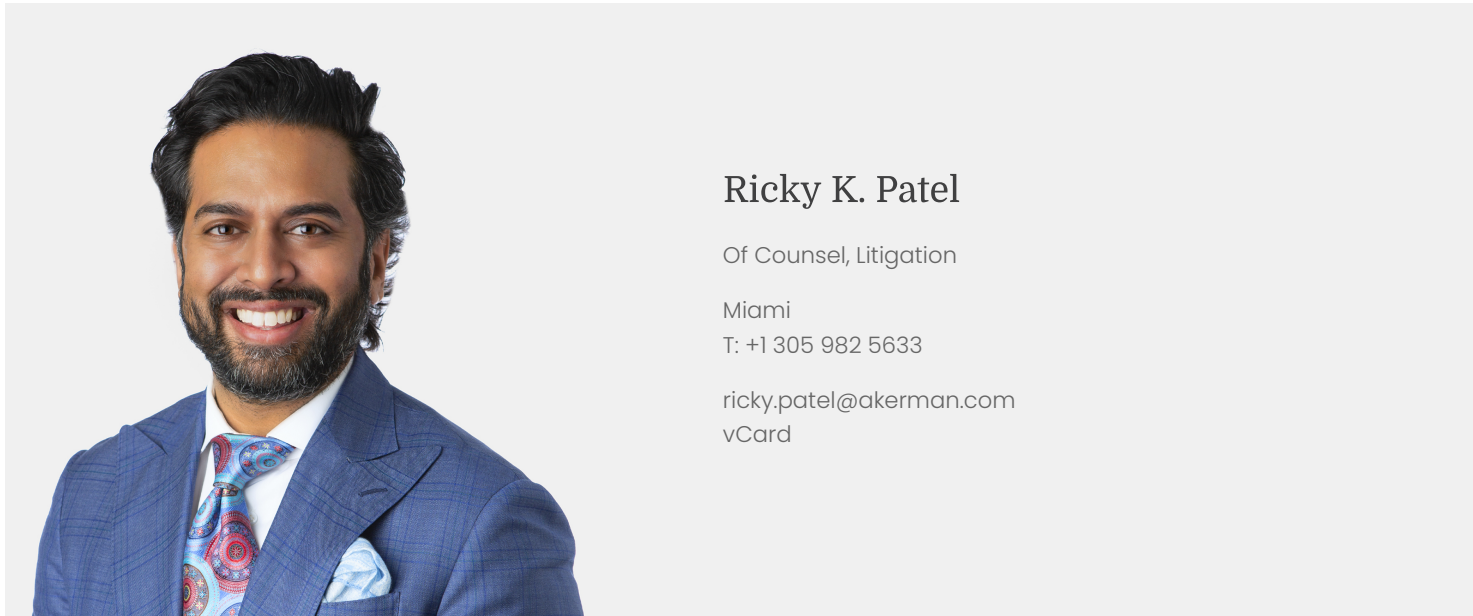 Ricky K. Patel
Of Counsel, Litigation
Miami
T: +1 305 982 5633
ricky.patel@akerman.com
vCard